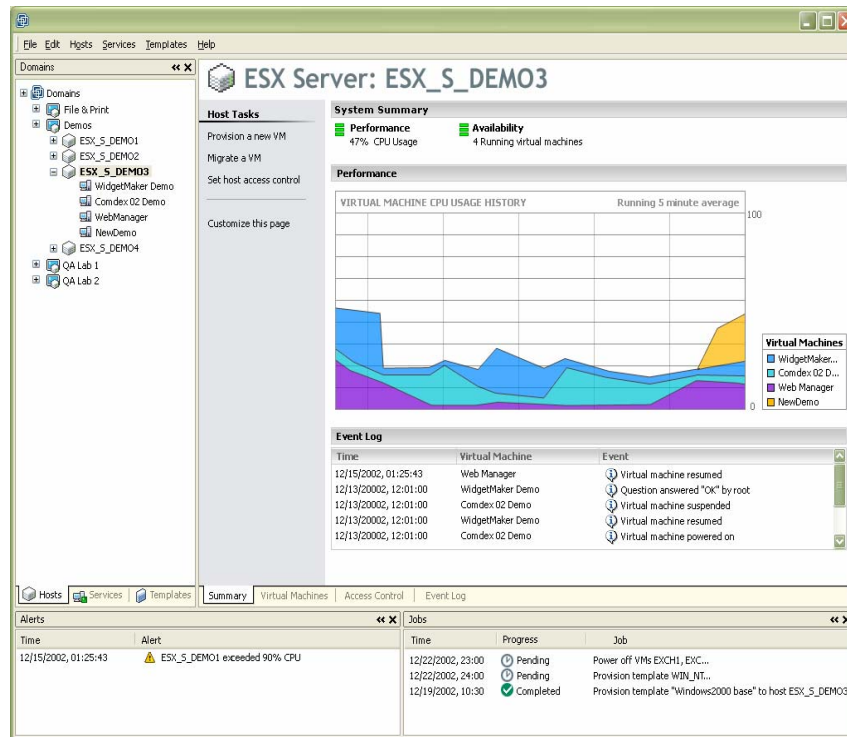 File Edit Hosts Services Templates Help
Domains
Domains
File & Print
Demos
ESX_S_DEMO1
ESX_S_DEMO2
ESX_S_DEMO3
WidgetMaker Demo
Comdex 02 Demo
WebManager
NewDemo
ESX_S_DEMO4
QA Lab 1
QA Lab 2
Hosts Services Templates
ESX Server: ESX_S_DEMO3
Host Tasks
Provision a new VM
Migrate a VM
Set host access control
Customize this page
System Summary
Performance Availability
47% CPU Usage 4 Running virtual machines
Performance
VIRTUAL MACHINE CPU USAGE HISTORY Running 5 minute average
100
0
Virtual Machines
WidgetMaker...
Comdex 02 D...
Web Manager
NewDemo
Event Log
Time Virtual Machine Event
12/15/2002, 01:25:43 Web Manager Virtual machine resumed
12/13/20002, 12:01:00 WidgetMaker Demo Question answered "OK" by root
12/13/20002, 12:01:00 Comdex 02 Demo Virtual machine suspended
12/13/20002, 12:01:00 WidgetMaker Demo Virtual machine resumed
12/13/20002, 12:01:00 Comdex 02 Demo Virtual machine powered on
Summary Virtual Machines Access Control Event Log
Alerts
Time Alert
12/15/2002, 01:25:43 ESX_S_DEMO1 exceeded 90% CPU
Jobs
Time Progress Job
12/22/2002, 23:00 Pending Power off VMs EXCH1, EXC...
12/22/2002, 24:00 Pending Provision template WIN_NT...
12/19/2002, 10:30 Completed Provision template "Windows2000 base" to host ESX_S_DEMO3